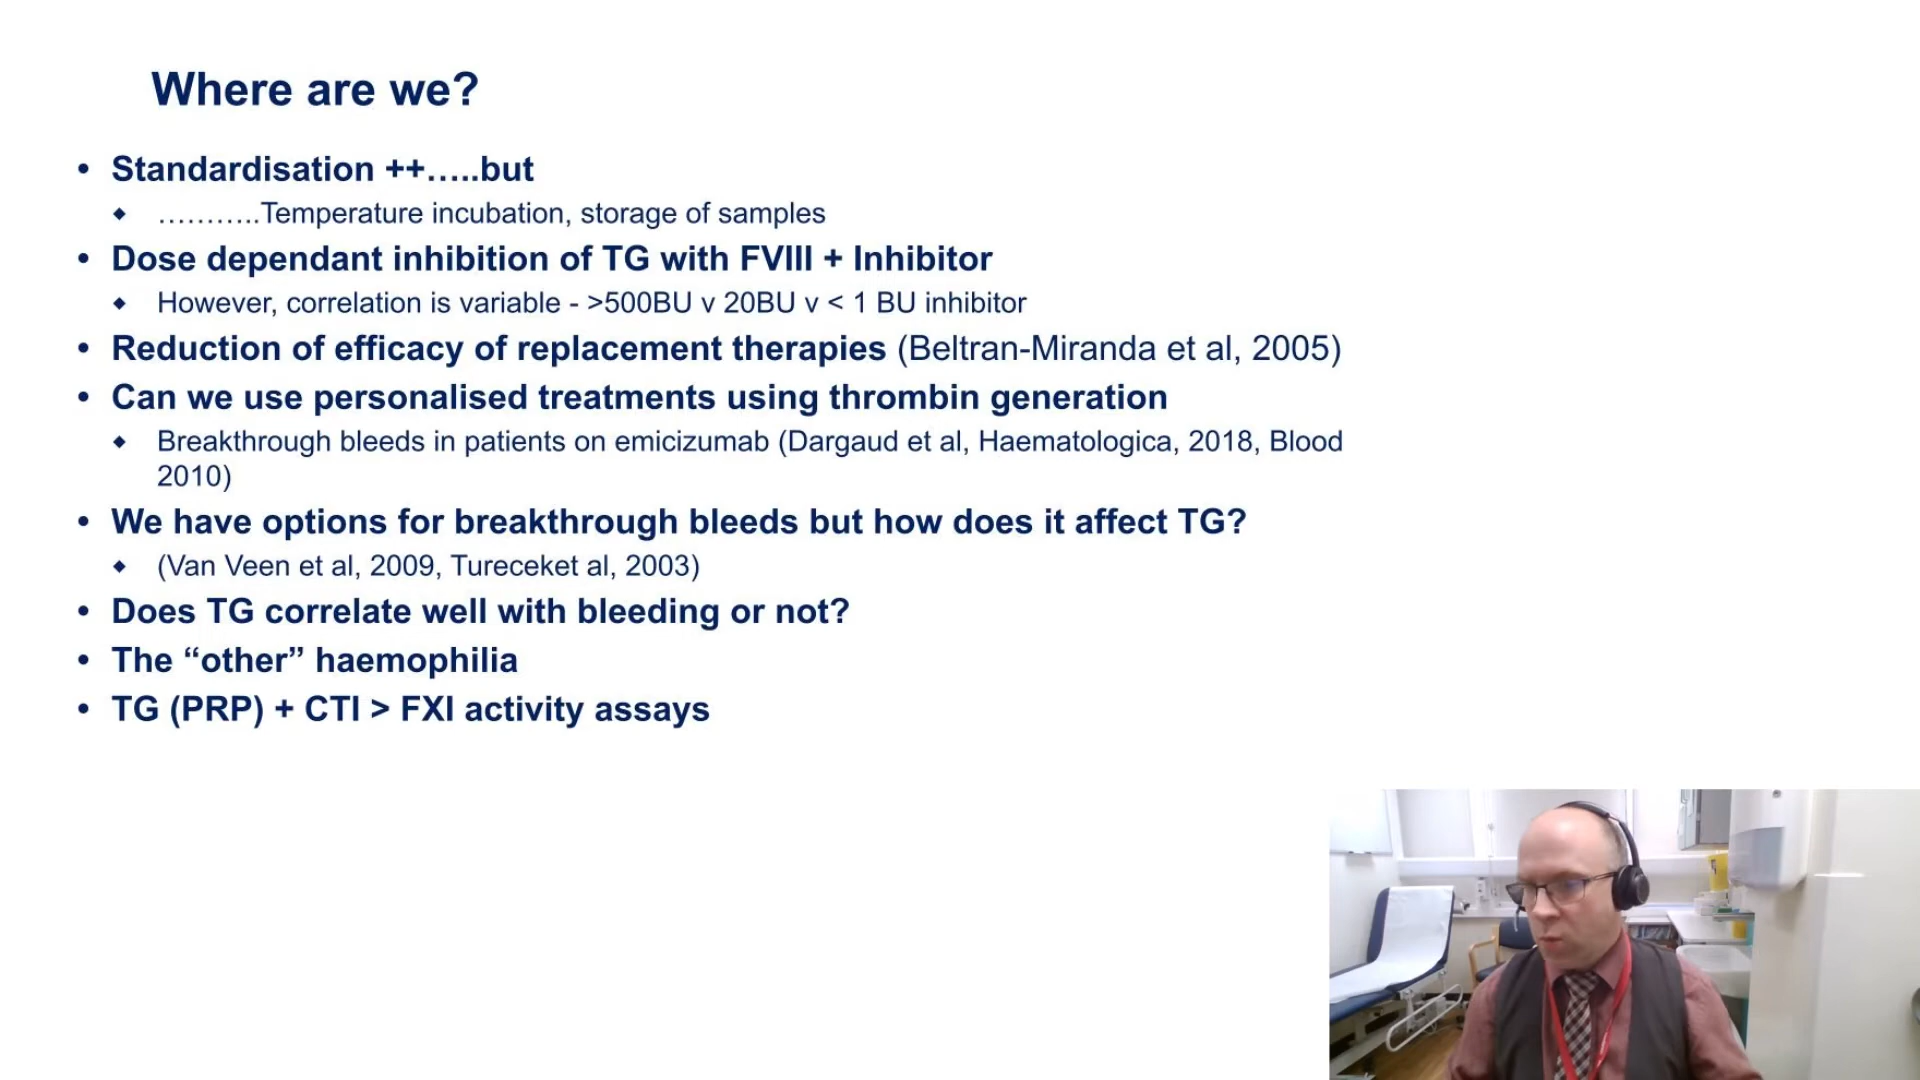 Where are we?
• Standardisation ++…..but
◆ ………..Temperature incubation, storage of samples
• Dose dependant inhibition of TG with FVIII + Inhibitor
◆ However, correlation is variable - >500BU v 20BU v < 1 BU inhibitor
• Reduction of efficacy of replacement therapies (Beltran-Miranda et al, 2005)
• Can we use personalised treatments using thrombin generation
◆ Breakthrough bleeds in patients on emicizumab (Dargaud et al, Haematologica, 2018, Blood
2010)
• We have options for breakthrough bleeds but how does it affect TG?
◆ (Van Veen et al, 2009, Tureceket al, 2003)
• Does TG correlate well with bleeding or not?
• The “other” haemophilia
• TG (PRP) + CTI > FXI activity assays